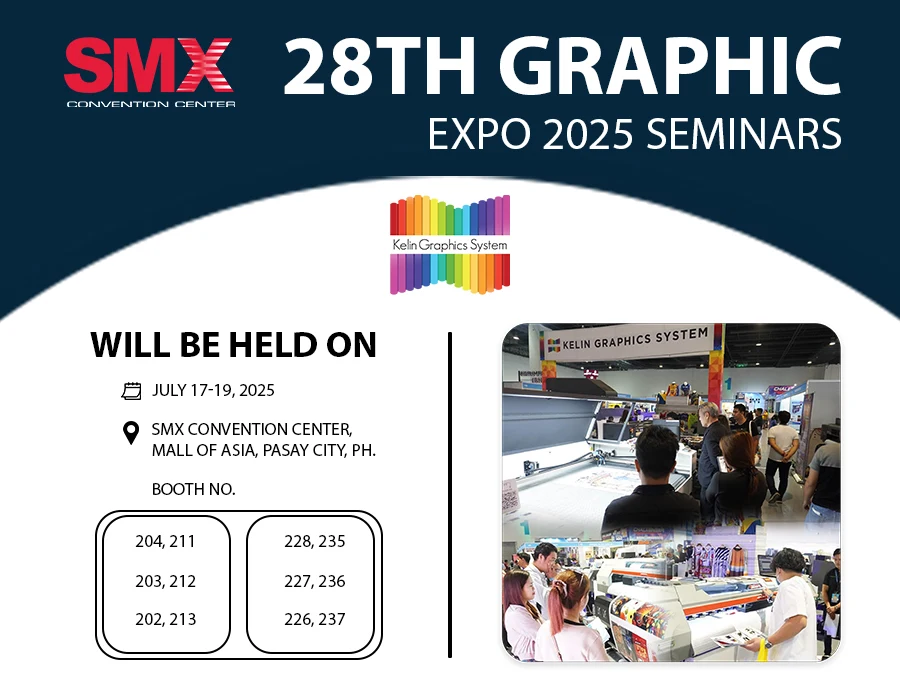 SMX
CONVENTION CENTER
28TH GRAPHIC
EXPO 2025 SEMINARS
Kelin Graphics System
WILL BE HELD ON
JULY 17-19, 2025
SMX CONVENTION CENTER,
MALL OF ASIA, PASAY CITY, PH.
BOOTH NO.
204, 211
203, 212
202, 213
228, 235
227, 236
226, 237
KELIN GRAPHICS SYSTEM
1